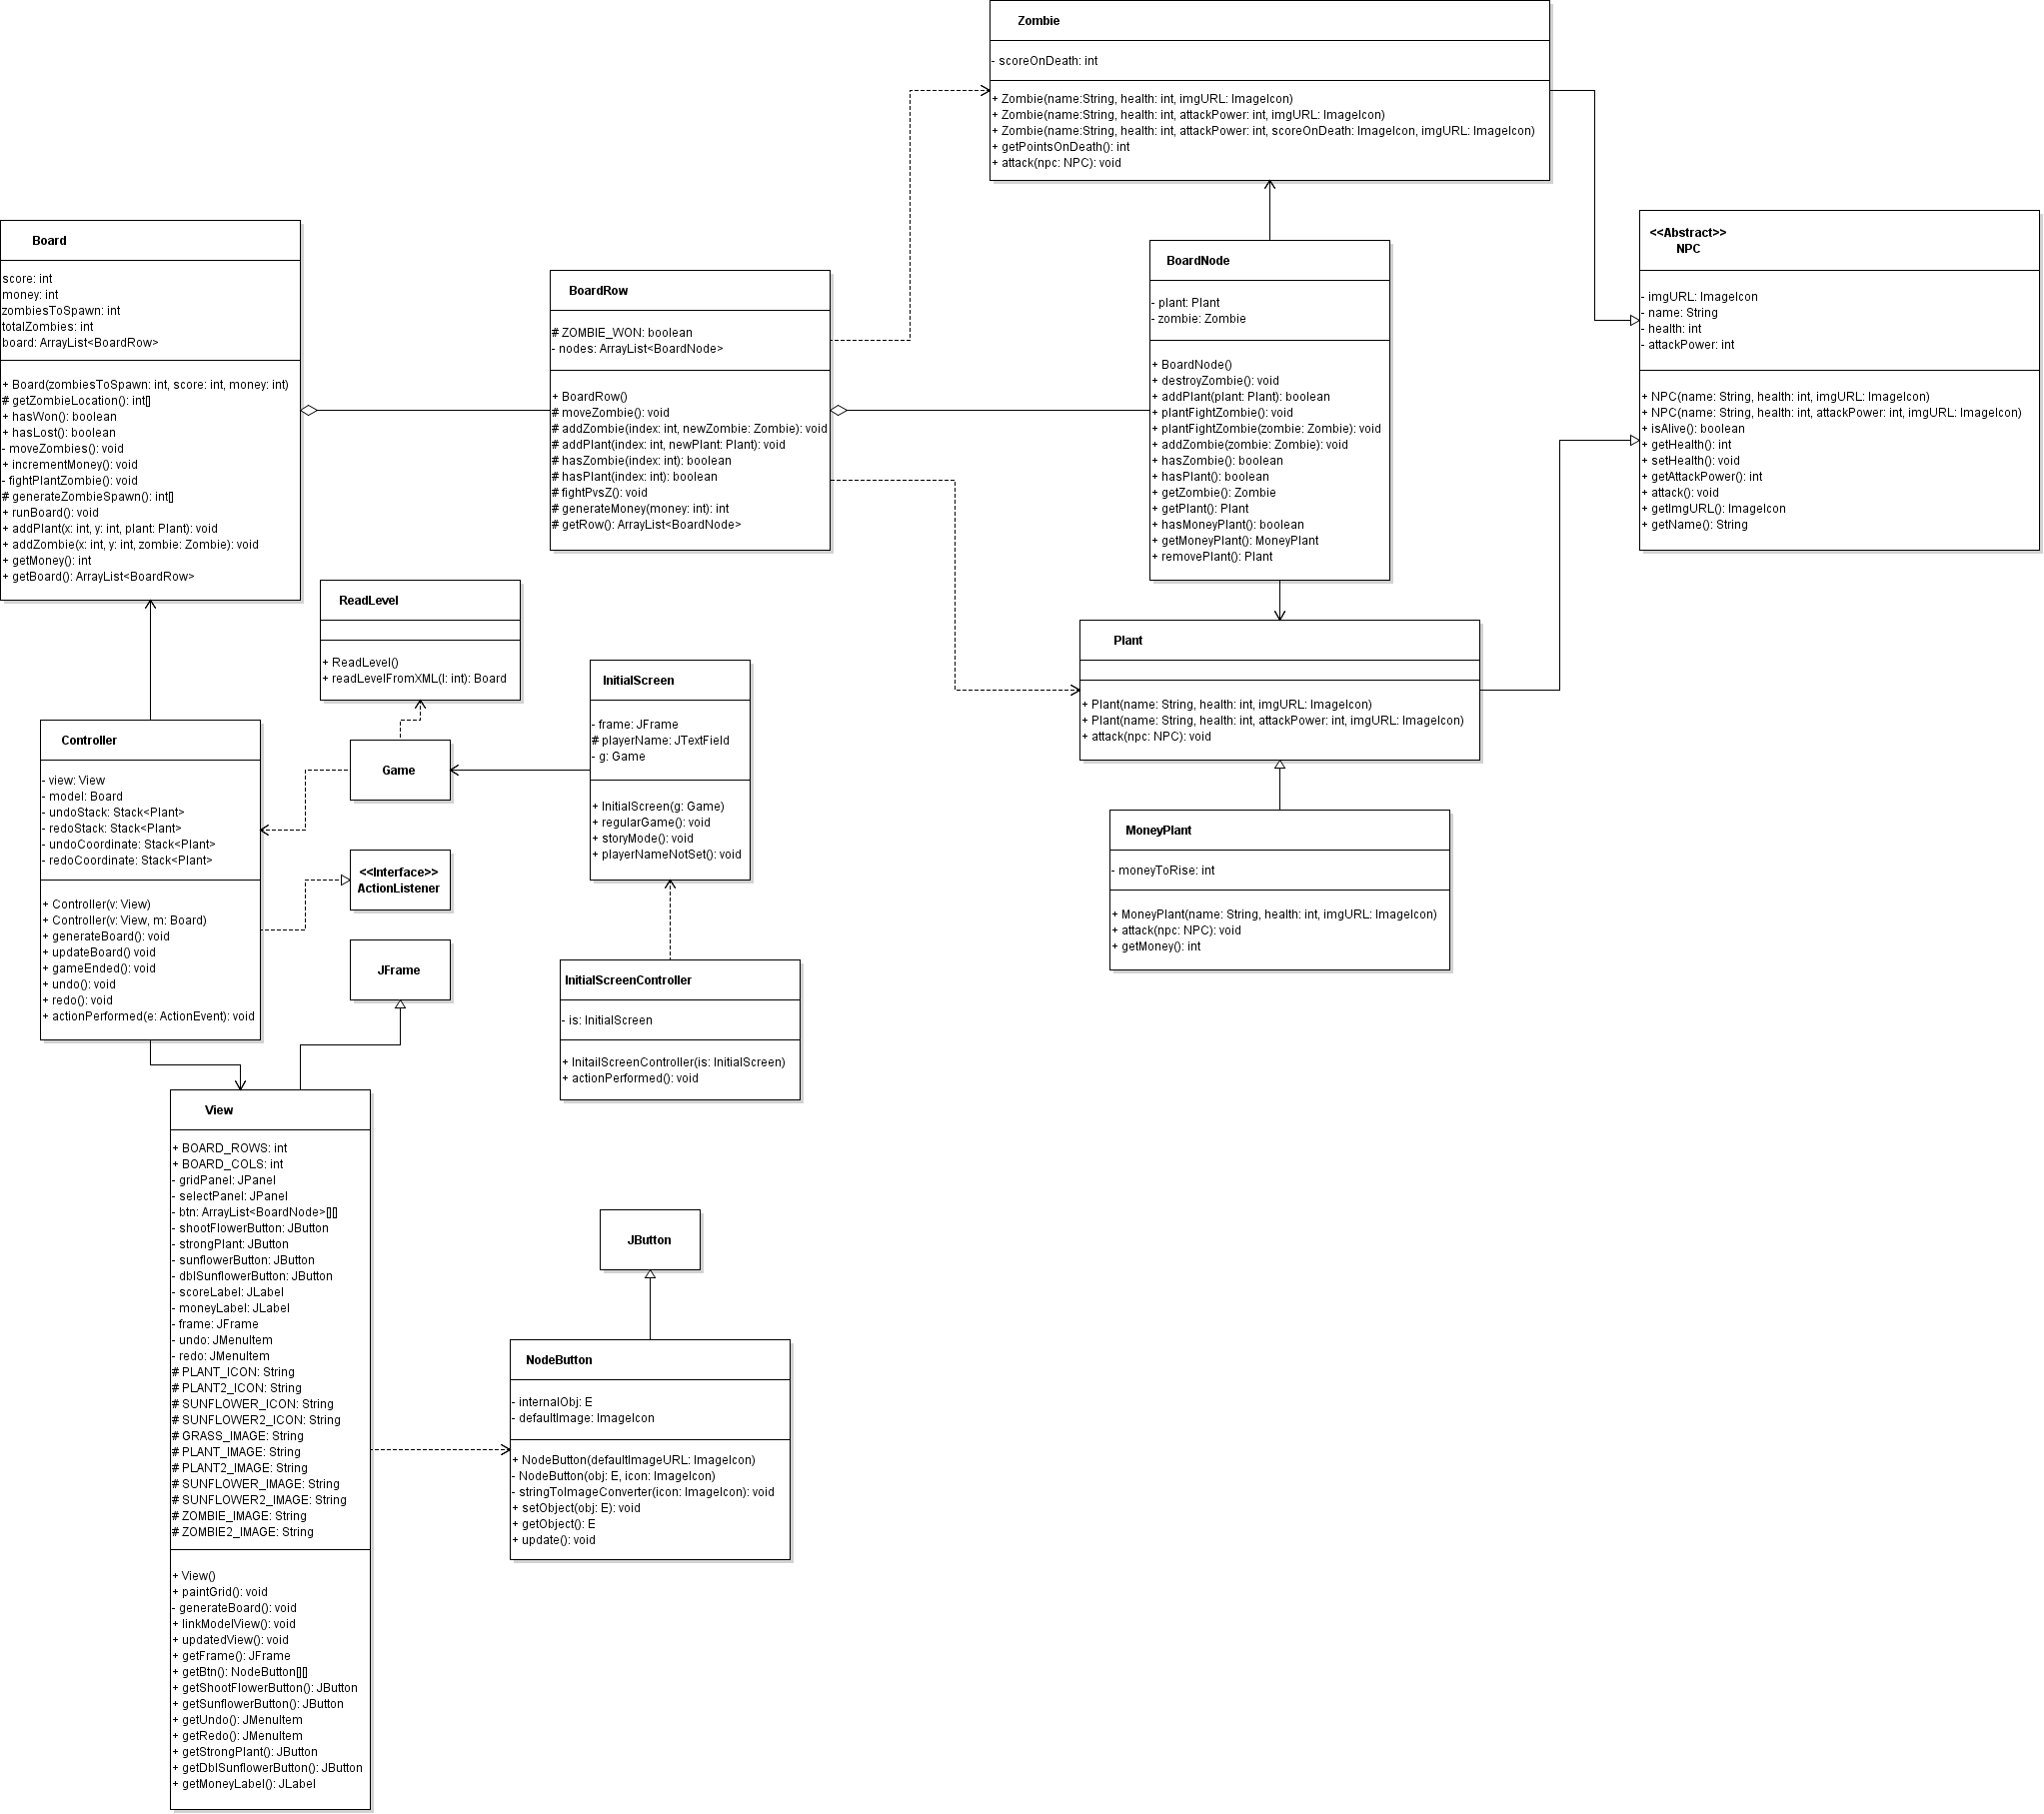 Zombie
- scoreOnDeath: int
+ Zombie(name:String, health: int, imgURL: ImageIcon)
+ Zombie(name:String, health: int, attackPower: int, imgURL: ImageIcon)
+ Zombie(name:String, health: int, attackPower: int, scoreOnDeath: ImageIcon, imgURL: ImageIcon)
+ getPointsOnDeath(): int
+ attack(npc: NPC): void
Board
score: int
money: int
zombiesToSpawn: int
totalZombies: int
board: ArrayList<BoardRow>
+ Board(zombiesToSpawn: int, score: int, money: int)
# getZombieLocation(): int[]
+ hasWon(): boolean
+ hasLost(): boolean
- moveZombies(): void
+ incrementMoney(): void
- fightPlantZombie(): void
# generateZombieSpawn(): int[]
+ runBoard(): void
+ addPlant(x: int, y: int, plant: Plant): void
+ addZombie(x: int, y: int, zombie: Zombie): void
+ getMoney(): int
+ getBoard(): ArrayList<BoardRow>
BoardRow
# ZOMBIE_WON: boolean
- nodes: ArrayList<BoardNode>
+ BoardRow()
# moveZombie(): void
# addZombie(index: int, newZombie: Zombie): void
# addPlant(index: int, newPlant: Plant): void
# hasZombie(index: int): boolean
# hasPlant(index: int): boolean
# fightPvsZ(): void
# generateMoney(money: int): int
# getRow(): ArrayList<BoardNode>
BoardNode
- plant: Plant
- zombie: Zombie
+ BoardNode()
+ destroyZombie(): void
+ addPlant(plant: Plant): boolean
+ plantFightZombie(): void
+ plantFightZombie(zombie: Zombie): void
+ addZombie(zombie: Zombie): void
+ hasZombie(): boolean
+ hasPlant(): boolean
+ getZombie(): Zombie
+ getPlant(): Plant
+ hasMoneyPlant(): boolean
+ getMoneyPlant(): MoneyPlant
+ removePlant(): Plant
<<Abstract>>
NPC
- imgURL: ImageIcon
- name: String
- health: int
- attackPower: int
+ NPC(name: String, health: int, imgURL: ImageIcon)
+ NPC(name: String, health: int, attackPower: int, imgURL: ImageIcon)
+ isAlive(): boolean
+ getHealth(): int
+ setHealth(): void
+ getAttackPower(): int
+ attack(): void
+ getImgURL(): ImageIcon
+ getName(): String
ReadLevel
+ ReadLevel()
+ readLevelFromXML(l: int): Board
InitialScreen
- frame: JFrame
# playerName: JTextField
- g: Game
+ InitialScreen(g: Game)
+ regularGame(): void
+ storyMode(): void
+ playerNameNotSet(): void
Plant
+ Plant(name: String, health: int, imgURL: ImageIcon)
+ Plant(name: String, health: int, attackPower: int, imgURL: ImageIcon)
+ attack(npc: NPC): void
Controller
- view: View
- model: Board
- undoStack: Stack<Plant>
- redoStack: Stack<Plant>
- undoCoordinate: Stack<Plant>
- redoCoordinate: Stack<Plant>
+ Controller(v: View)
+ Controller(v: View, m: Board)
+ generateBoard(): void
+ updateBoard() void
+ gameEnded(): void
+ undo(): void
+ redo(): void
+ actionPerformed(e: ActionEvent): void
Game
<<Interface>>
ActionListener
JFrame
MoneyPlant
- moneyToRise: int
+ MoneyPlant(name: String, health: int, imgURL: ImageIcon)
+ attack(npc: NPC): void
+ getMoney(): int
InitialScreenController
- is: InitialScreen
+ InitailScreenController(is: InitialScreen)
+ actionPerformed(): void
View
+ BOARD_ROWS: int
+ BOARD_COLS: int
- gridPanel: JPanel
- selectPanel: JPanel
- btn: ArrayList<BoardNode>[][]
- shootFlowerButton: JButton
- strongPlant: JButton
- sunflowerButton: JButton
- dblSunflowerButton: JButton
- scoreLabel: JLabel
- moneyLabel: JLabel
- frame: JFrame
- undo: JMenuItem
- redo: JMenuItem
# PLANT_ICON: String
# PLANT2_ICON: String
# SUNFLOWER_ICON: String
# SUNFLOWER2_ICON: String
# GRASS_IMAGE: String
# PLANT_IMAGE: String
# PLANT2_IMAGE: String
# SUNFLOWER_IMAGE: String
# SUNFLOWER2_IMAGE: String
# ZOMBIE_IMAGE: String
# ZOMBIE2_IMAGE: String
+ View()
+ paintGrid(): void
- generateBoard(): void
+ linkModelView(): void
+ updatedView(): void
+ getFrame(): JFrame
+ getBtn(): NodeButton[][]
+ getShootFlowerButton(): JButton
+ getSunflowerButton(): JButton
+ getUndo(): JMenuItem
+ getRedo(): JMenuItem
+ getStrongPlant(): JButton
+ getDblSunflowerButton(): JButton
+ getMoneyLabel(): JLabel
JButton
NodeButton
- internalObj: E
- defaultImage: ImageIcon
+ NodeButton(defaultImageURL: ImageIcon)
- NodeButton(obj: E, icon: ImageIcon)
- stringToImageConverter(icon: ImageIcon): void
+ setObject(obj: E): void
+ getObject(): E
+ update(): void